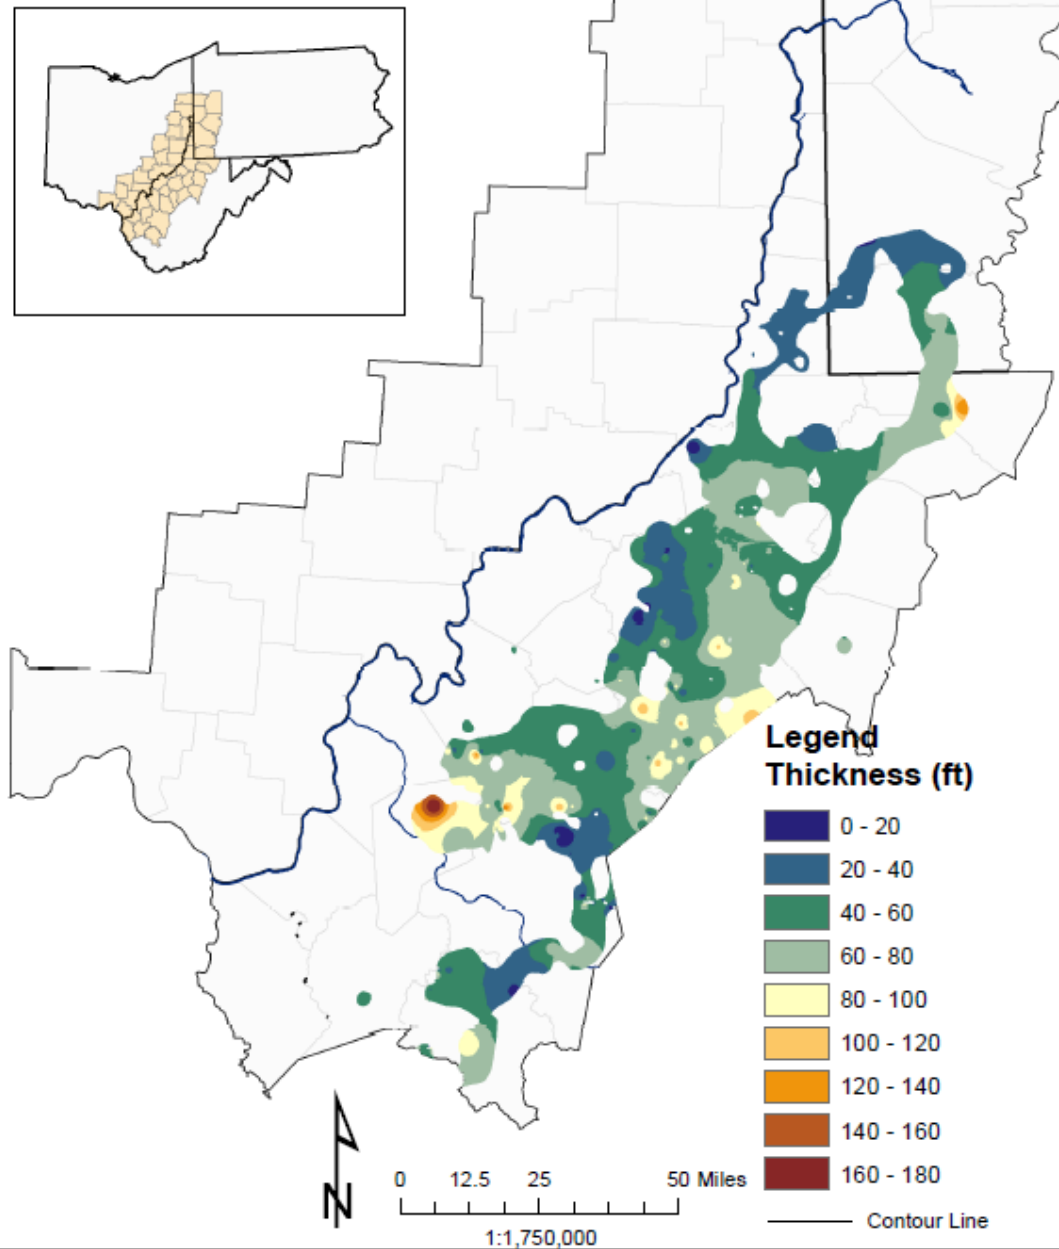 Legend
Thickness (ft)
0 - 20
20 - 40
40 - 60
60 - 80
80 - 100
100 - 120
120 - 140
140 - 160
160 - 180
Contour Line
N
0 12.5 25 50 Miles
1:1,750,000